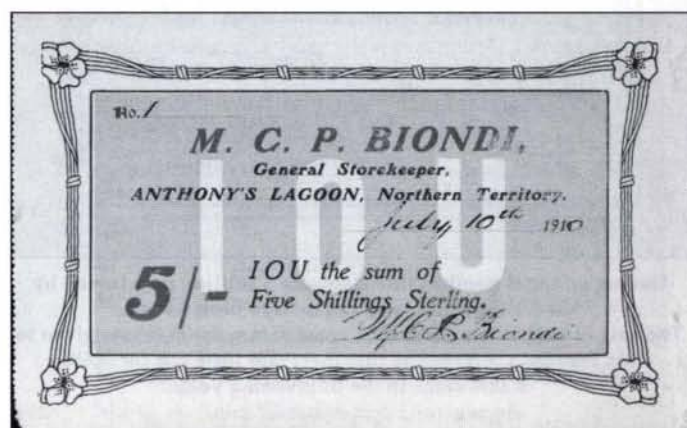 No. 1
M. C. P. BIONDI,
General Storekeeper,
ANTHONY'S LAGOON, Northern Territory.
July 10th 1910
IOU
5/- IOU the sum of
Five Shillings Sterling.
M. C. P. Biondi